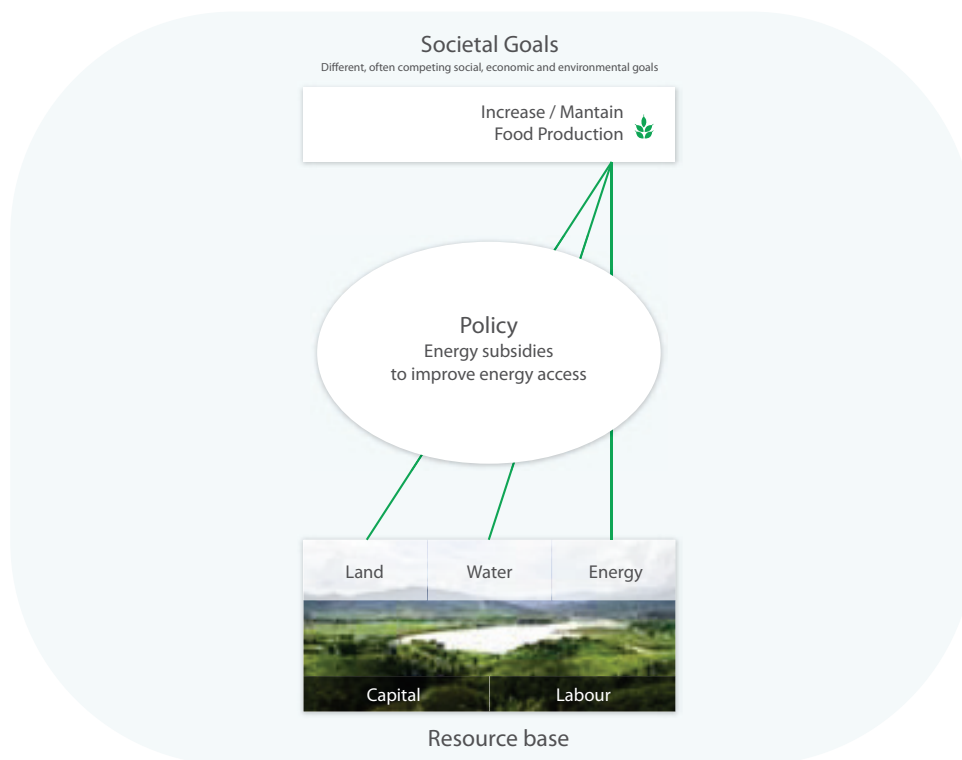 Societal Goals
Different, often competing social, economic and environmental goals
Increase / Mantain
Food Production
Policy
Energy subsidies
to improve energy access
Land
Water
Energy
Capital
Labour
Resource base